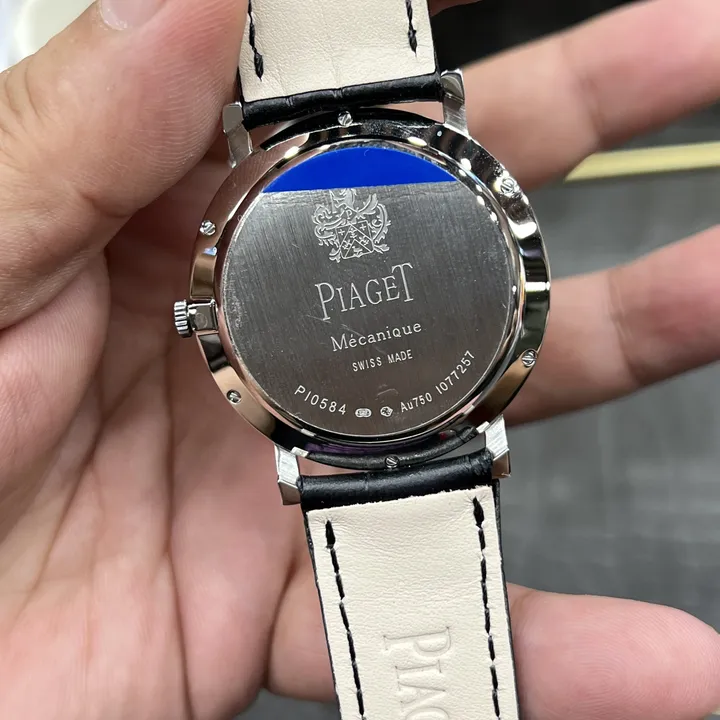 P
PIAGET
Mécanique
SWISS MADE
P10584 Au750 1077257
PIAG